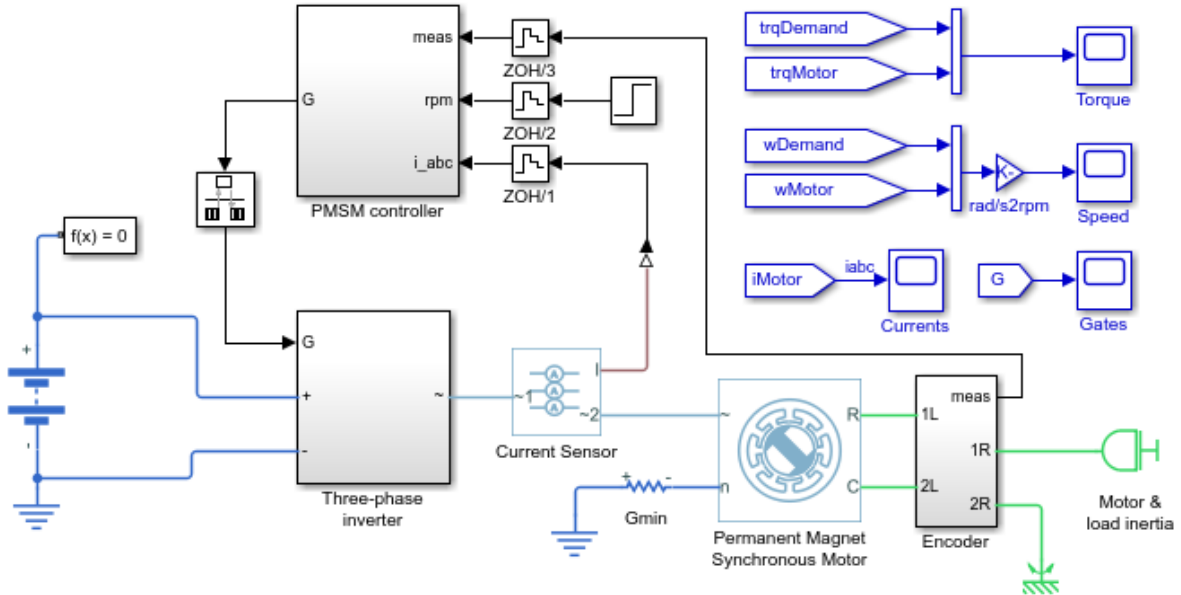 meas
ZOH/3
rpm
ZOH/2
i_abc
ZOH/1
G
PMSM controller
f(x) = 0
trqDemand
trqMotor
Torque
wDemand
wMotor
K-
rad/s2rpm
Speed
iMotor
iabc
Currents
G
Gates
+
-
G
+
-
~
Three-phase
inverter
A
A
A
I
~1
~2
Current Sensor
+
-
Gmin
~
n
R
C
Permanent Magnet
Synchronous Motor
meas
1L
1R
2L
2R
Encoder
Motor &
load inertia